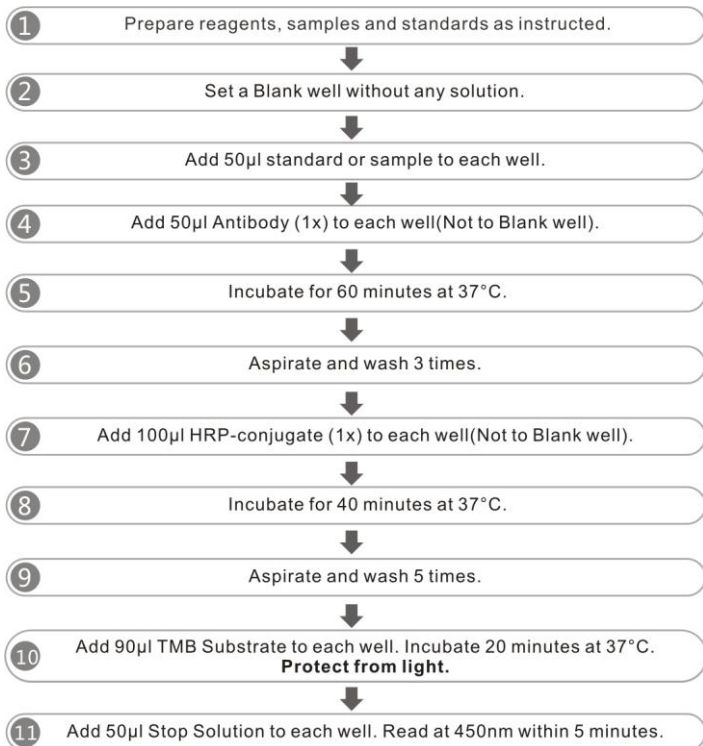 1 Prepare reagents, samples and standards as instructed.
2 Set a Blank well without any solution.
3 Add 50µl standard or sample to each well.
4 Add 50µl Antibody (1x) to each well(Not to Blank well).
5 Incubate for 60 minutes at 37°C.
6 Aspirate and wash 3 times.
7 Add 100µl HRP-conjugate (1x) to each well(Not to Blank well).
8 Incubate for 40 minutes at 37°C.
9 Aspirate and wash 5 times.
10 Add 90µl TMB Substrate to each well. Incubate 20 minutes at 37°C.
Protect from light.
11 Add 50µl Stop Solution to each well. Read at 450nm within 5 minutes.